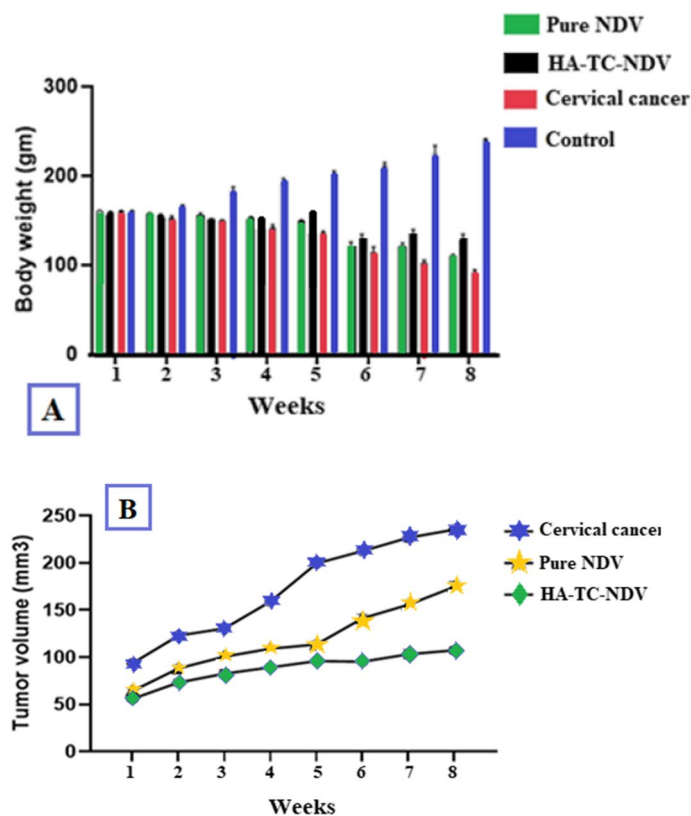 Pure NDV
HA-TC-NDV
Cervical cancer
Control
Body weight (gm)
300
200
100
0
1 2 3 4 5 6 7 8
Weeks
A
B
Tumor volume (mm3)
250
200
150
100
50
0
1 2 3 4 5 6 7 8
Weeks
Cervical cancer
Pure NDV
HA-TC-NDV